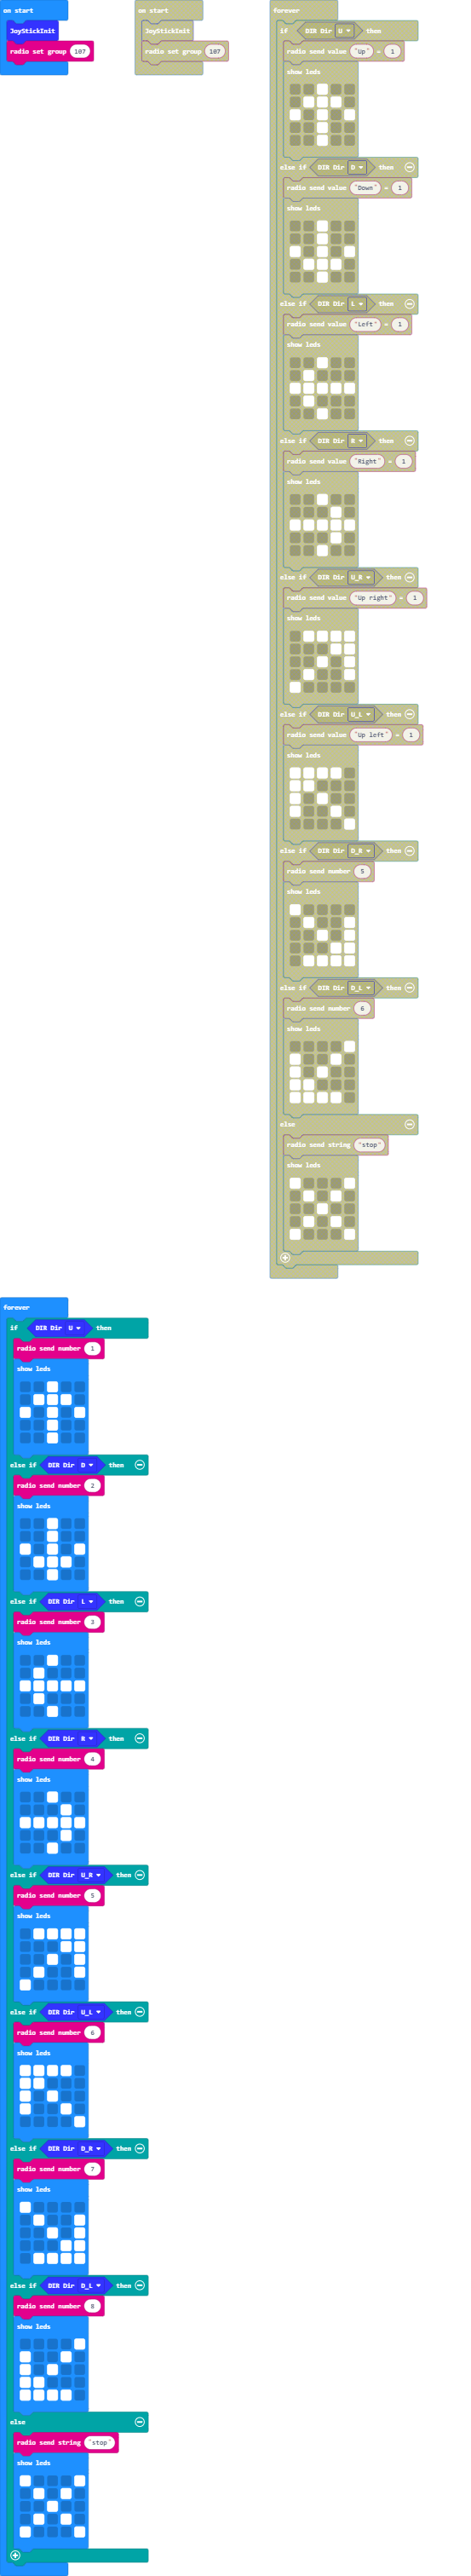 on start
JoyStickInit
radio set group 107
on start
JoyStickInit
radio set group 107
forever
if DIR Dir U then
radio send value "Up" = 1
show leds
else if DIR Dir D then
radio send value "Down" = 1
show leds
else if DIR Dir L then
radio send value "Left" = 1
show leds
else if DIR Dir R then
radio send value "Right" = 1
show leds
else if DIR Dir U_R then
radio send value "Up right" = 1
show leds
else if DIR Dir U_L then
radio send value "Up left" = 1
show leds
else if DIR Dir D_R then
radio send number 5
show leds
else if DIR Dir D_L then
radio send number 6
show leds
else
radio send string "stop"
show leds
forever
if DIR Dir U then
radio send number 1
show leds
else if DIR Dir D then
radio send number 2
show leds
else if DIR Dir L then
radio send number 3
show leds
else if DIR Dir R then
radio send number 4
show leds
else if DIR Dir U_R then
radio send number 5
show leds
else if DIR Dir U_L then
radio send number 6
show leds
else if DIR Dir D_R then
radio send number 7
show leds
else if DIR Dir D_L then
radio send number 8
show leds
else
radio send string "stop"
show leds